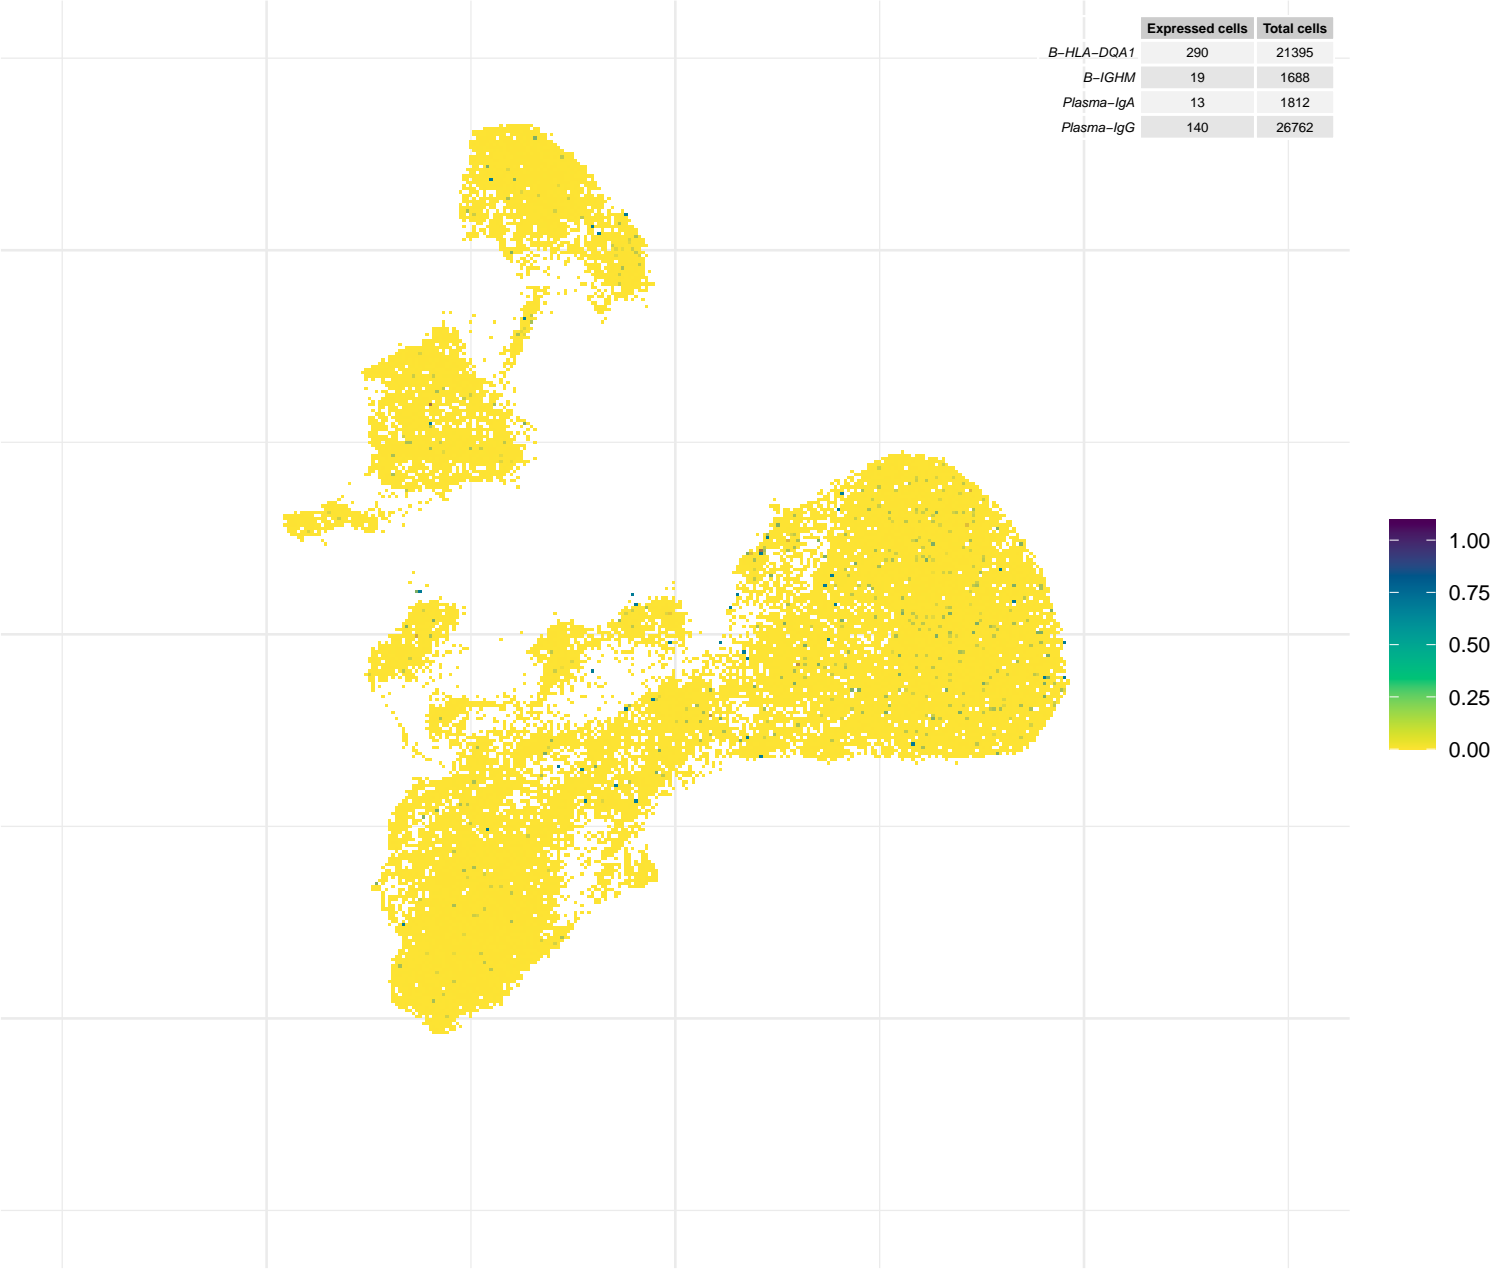 Expressed cells Total cells
B−HLA−DQA1 290 21395
B−IGHM 19 1688
Plasma−IgA 13 1812
Plasma−IgG 140 26762
1.00
0.75
0.50
0.25
0.00